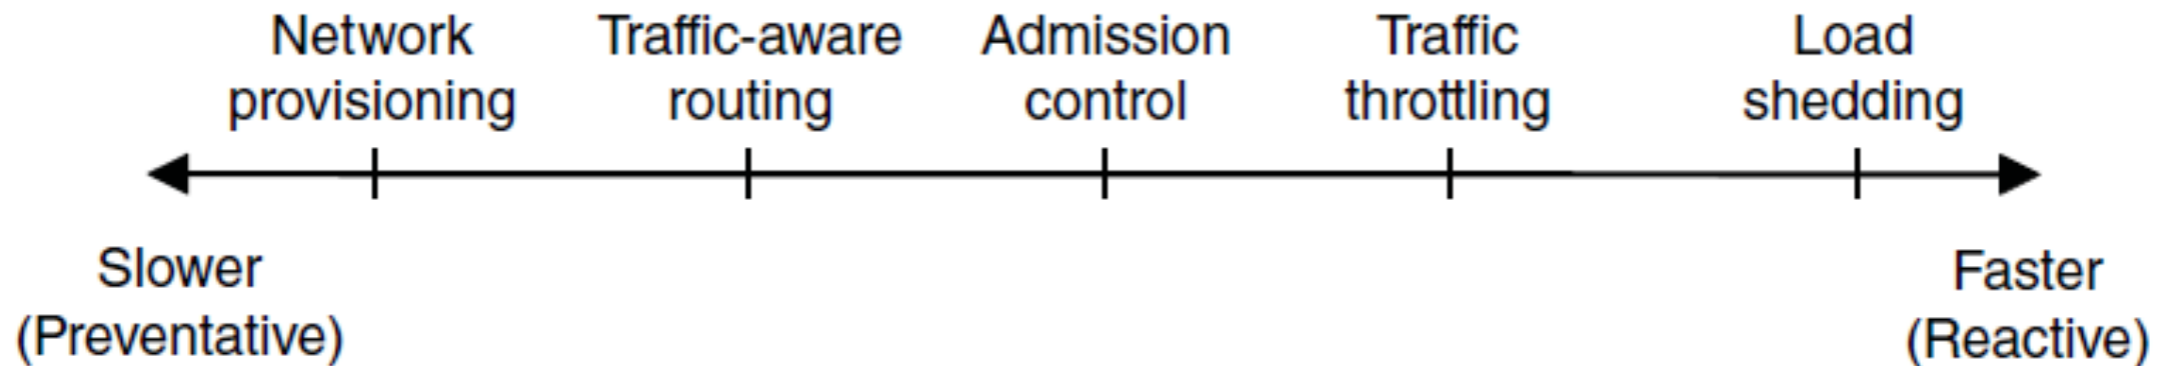 Network
provisioning
Traffic-aware
routing
Admission
control
Traffic
throttling
Load
shedding
Slower
(Preventative)
Faster
(Reactive)